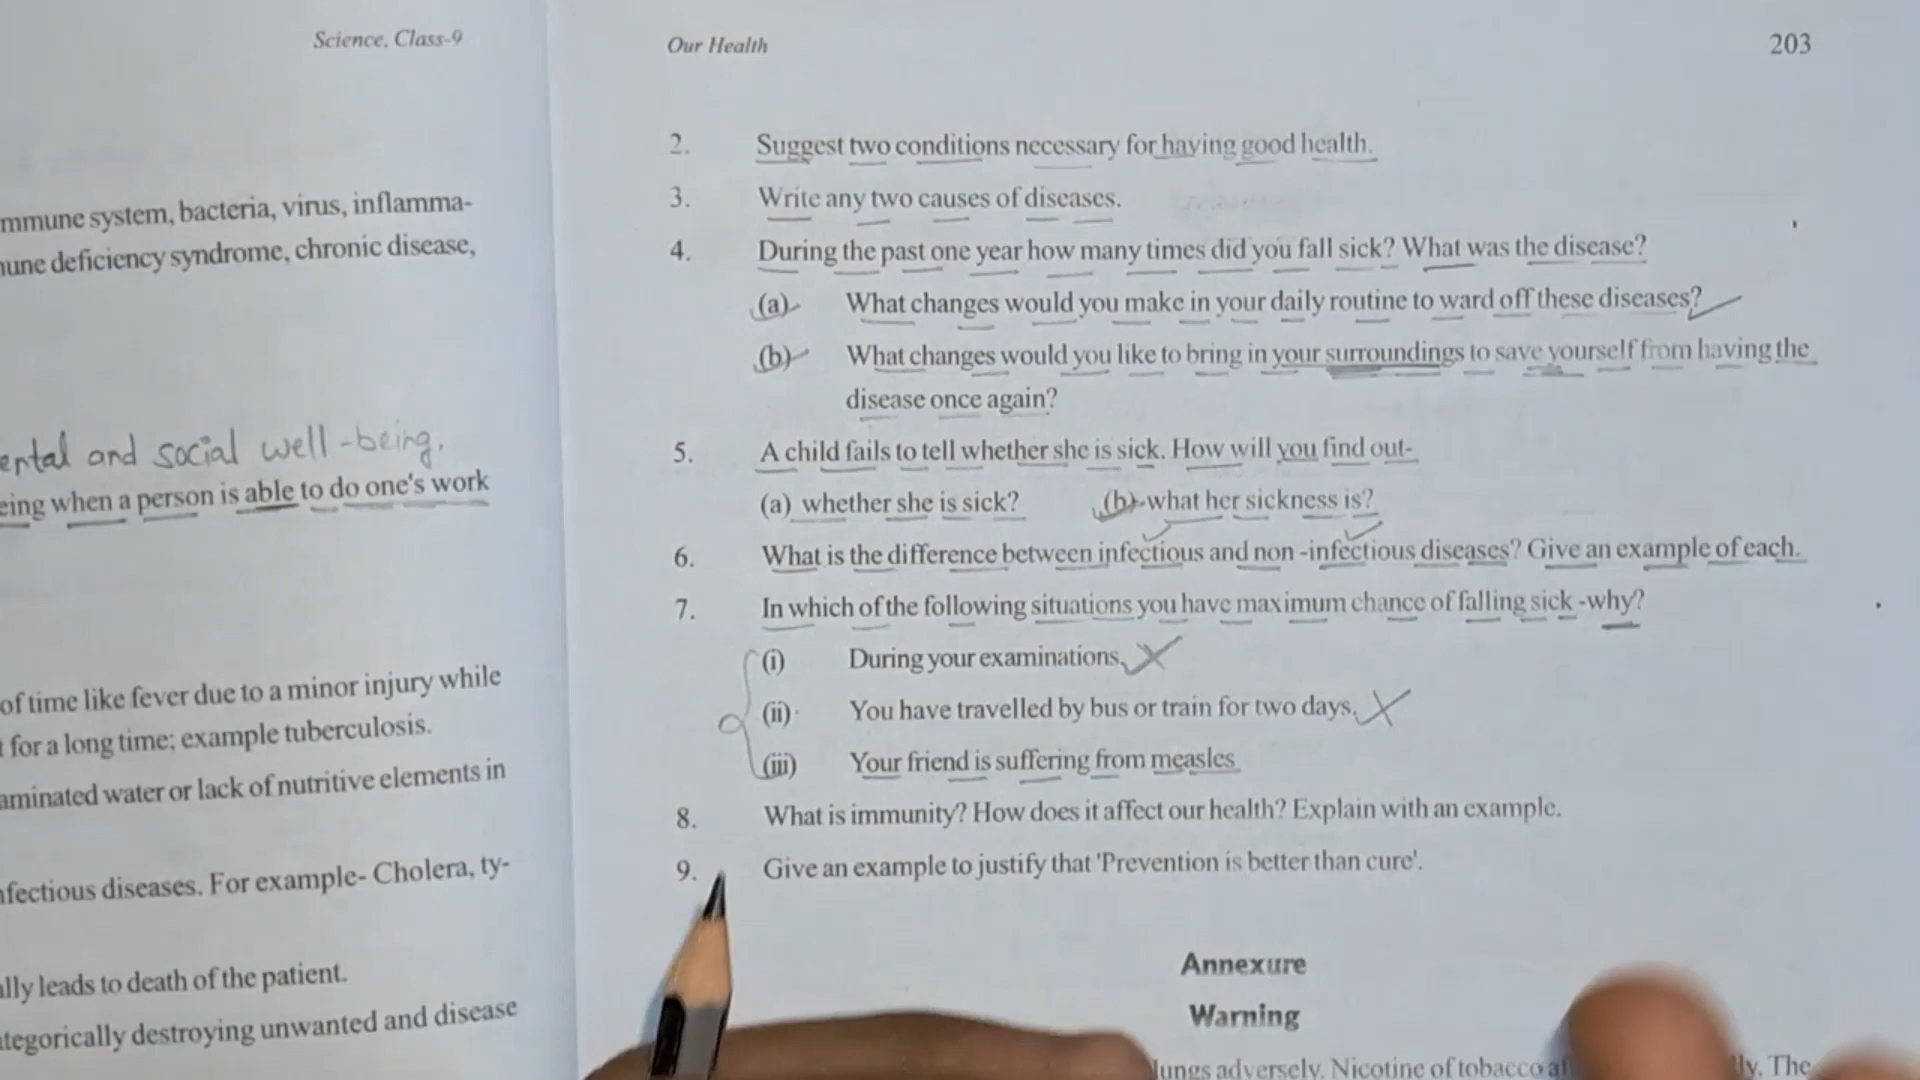 Science, Class-9
mmune system, bacteria, virus, inflamma-
nune deficiency syndrome, chronic disease,
ental and social well-being.
eing when a person is able to do one's work
of time like fever due to a minor injury while
t for a long time; example tuberculosis.
aminated water or lack of nutritive elements in
nfectious diseases. For example- Cholera, ty-
lly leads to death of the patient.
tegorically destroying unwanted and disease
Our Health 203
2. Suggest two conditions necessary for having good health.
3. Write any two causes of diseases.
4. During the past one year how many times did you fall sick? What was the disease?
(a) What changes would you make in your daily routine to ward off these diseases?
(b) What changes would you like to bring in your surroundings to save yourself from having the
disease once again?
5. A child fails to tell whether she is sick. How will you find out-
(a) whether she is sick? (b) what her sickness is?
6. What is the difference between infectious and non -infectious diseases? Give an example of each.
7. In which of the following situations you have maximum chance of falling sick -why?
(i) During your examinations.
(ii) You have travelled by bus or train for two days.
(iii) Your friend is suffering from measles
8. What is immunity? How does it affect our health? Explain with an example.
9. Give an example to justify that 'Prevention is better than cure'.
Annexure
Warning
lungs adversely. Nicotine of tobacco ly. The